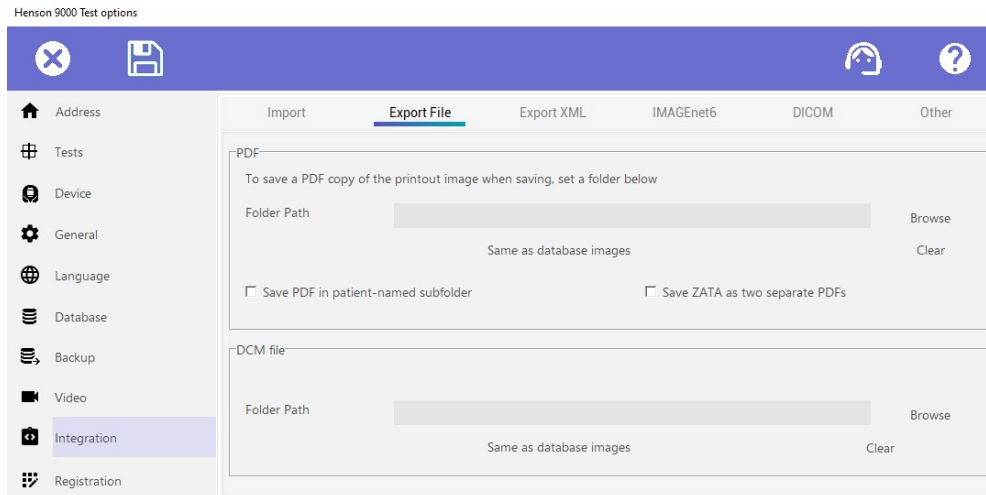 Henson 9000 Test options
Address
Tests
Device
General
Language
Database
Backup
Video
Integration
Registration
Import Export File Export XML IMAGEnet6 DICOM Other
PDF
To save a PDF copy of the printout image when saving, set a folder below
Folder Path Browse
Same as database images Clear
Save PDF in patient-named subfolder Save ZATA as two separate PDFs
DCM file
Folder Path Browse
Same as database images Clear